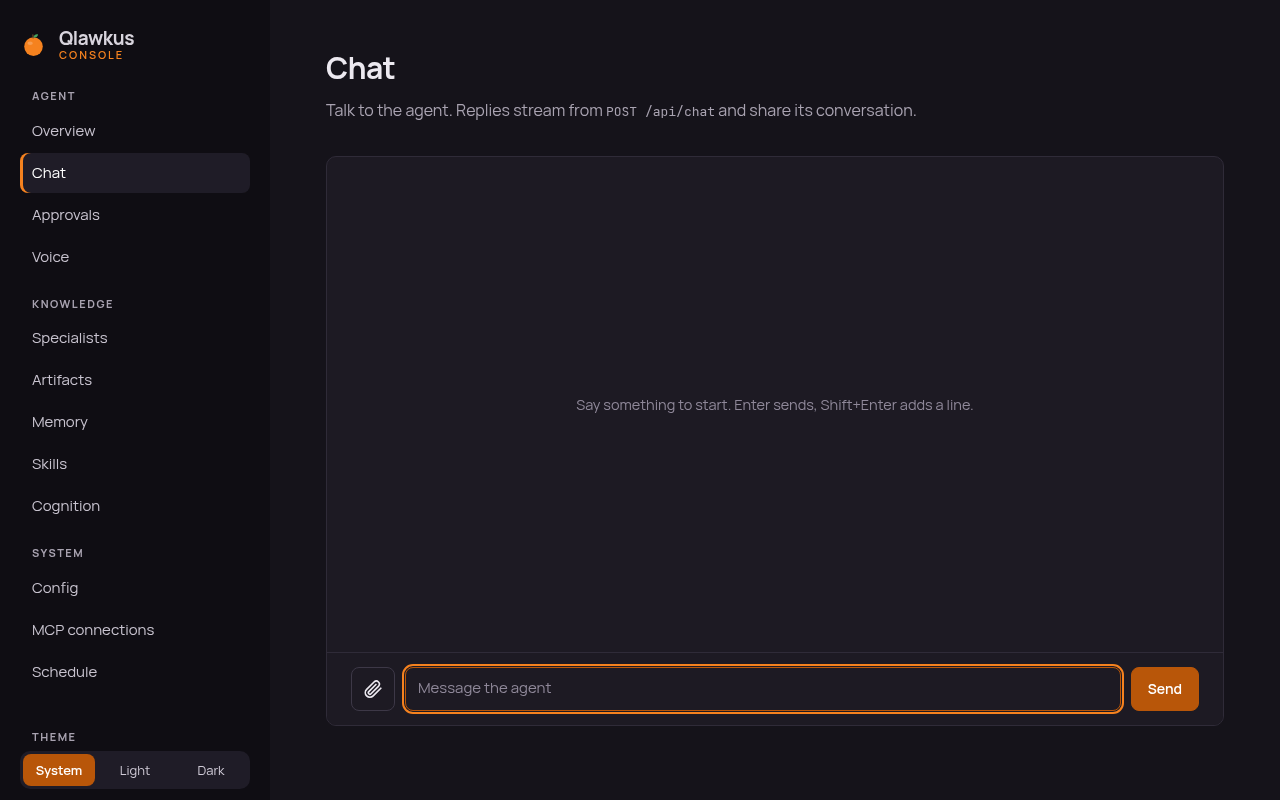 Qlawkus
CONSOLE
AGENT
Overview
Chat
Approvals
Voice
KNOWLEDGE
Specialists
Artifacts
Memory
Skills
Cognition
SYSTEM
Config
MCP connections
Schedule
THEME
System
Light
Dark
Chat
Talk to the agent. Replies stream from POST /api/chat and share its conversation.
Say something to start. Enter sends, Shift+Enter adds a line.
Message the agent
Send